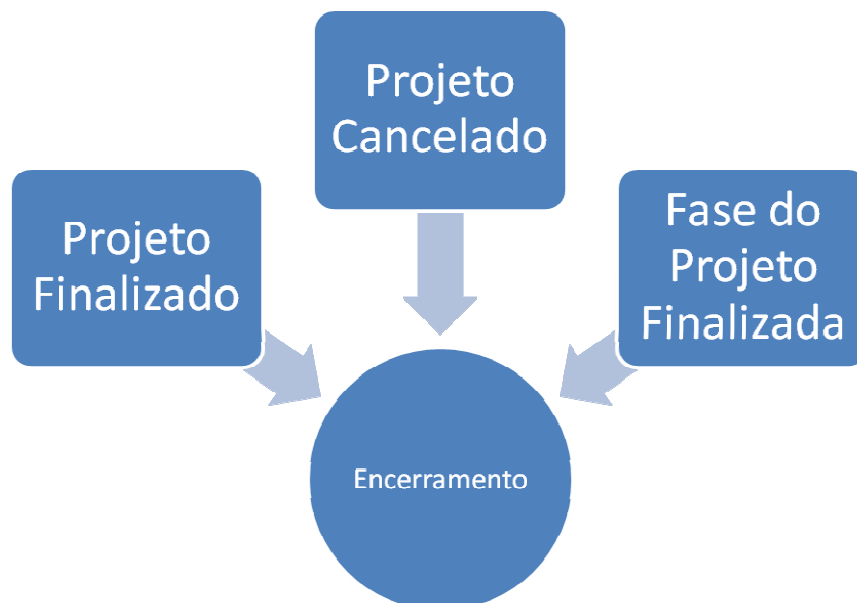 Projeto
Cancelado
Projeto
Finalizado
Fase do
Projeto
Finalizada
Encerramento